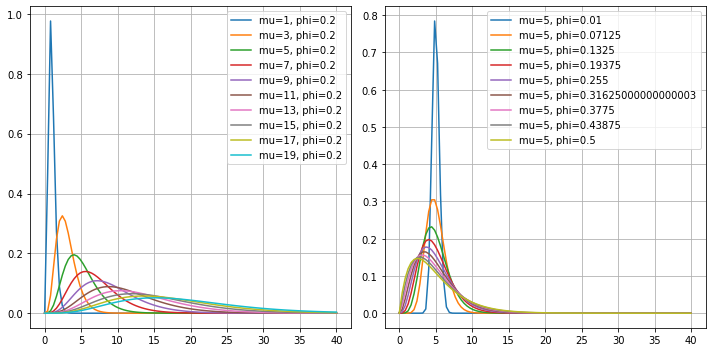 1.0
0.8
0.6
0.4
0.2
0.0
0 5 10 15 20 25 30 35 40
mu=1, phi=0.2
mu=3, phi=0.2
mu=5, phi=0.2
mu=7, phi=0.2
mu=9, phi=0.2
mu=11, phi=0.2
mu=13, phi=0.2
mu=15, phi=0.2
mu=17, phi=0.2
mu=19, phi=0.2
0.8
0.7
0.6
0.5
0.4
0.3
0.2
0.1
0.0
0 5 10 15 20 25 30 35 40
mu=5, phi=0.01
mu=5, phi=0.07125
mu=5, phi=0.1325
mu=5, phi=0.19375
mu=5, phi=0.255
mu=5, phi=0.31625000000000003
mu=5, phi=0.3775
mu=5, phi=0.43875
mu=5, phi=0.5